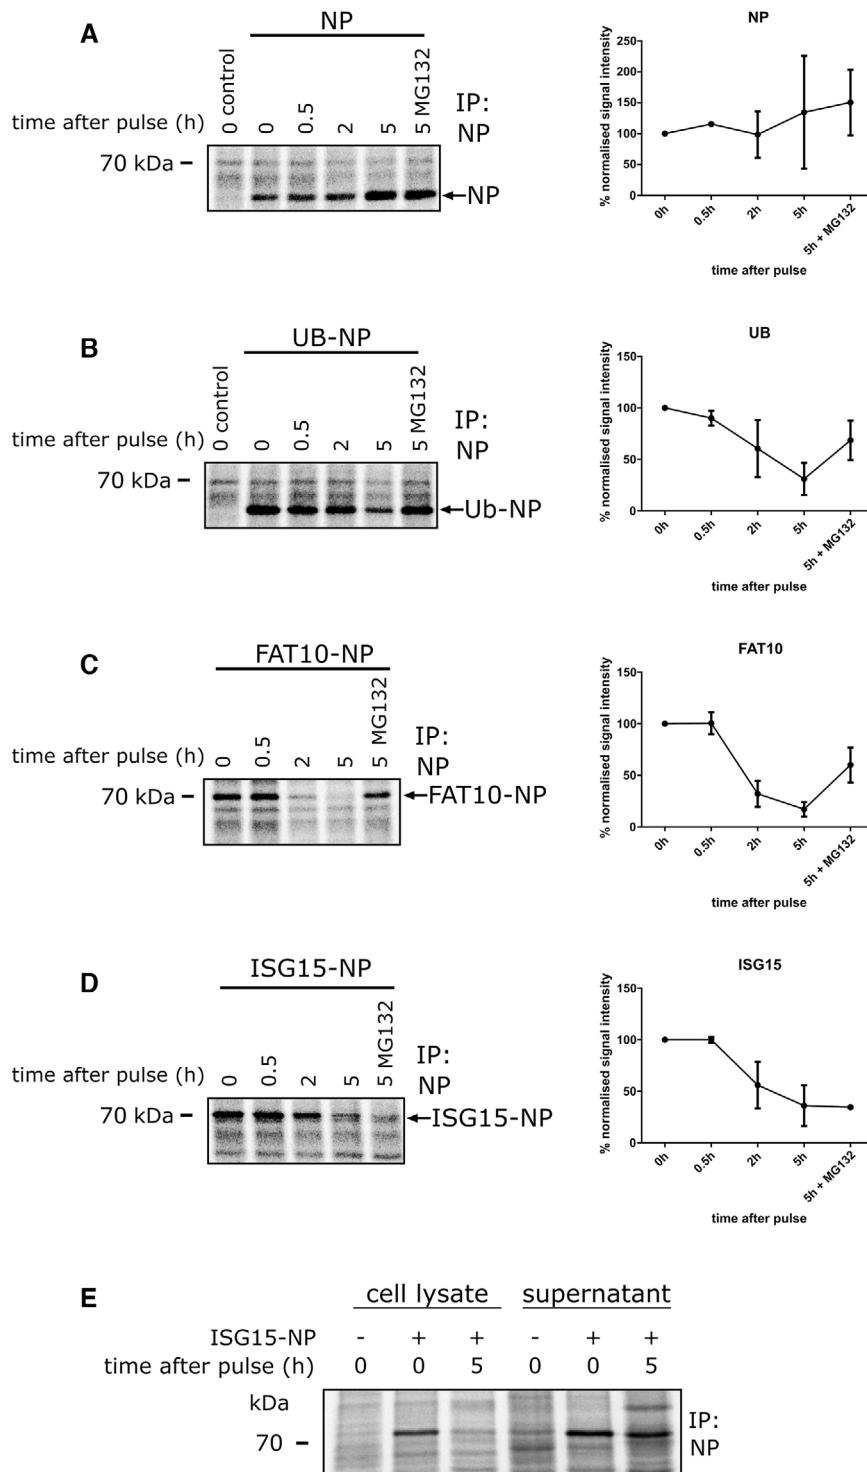 A
NP
0 control
0
0.5
2
5
5 MG132
IP:
NP
time after pulse (h)
70 kDa
NP
NP
% normalised signal intensity
250
200
150
100
50
0
0h
0.5h
2h
5h
5h + MG132
time after pulse
B
UB-NP
0 control
0
0.5
2
5
5 MG132
IP:
NP
time after pulse (h)
70 kDa
Ub-NP
UB
% normalised signal intensity
150
100
50
0
0h
0.5h
2h
5h
5h + MG132
time after pulse
C
FAT10-NP
0
0.5
2
5
5 MG132
IP:
NP
time after pulse (h)
70 kDa
FAT10-NP
FAT10
% normalised signal intensity
150
100
50
0
0h
0.5h
2h
5h
5h + MG132
time after pulse
D
ISG15-NP
0
0.5
2
5
5 MG132
IP:
NP
time after pulse (h)
70 kDa
ISG15-NP
ISG15
% normalised signal intensity
150
100
50
0
0h
0.5h
2h
5h
5h + MG132
time after pulse
E
cell lysate supernatant
ISG15-NP - + + - + +
time after pulse (h) 0 0 5 0 0 5
kDa
70
IP:
NP